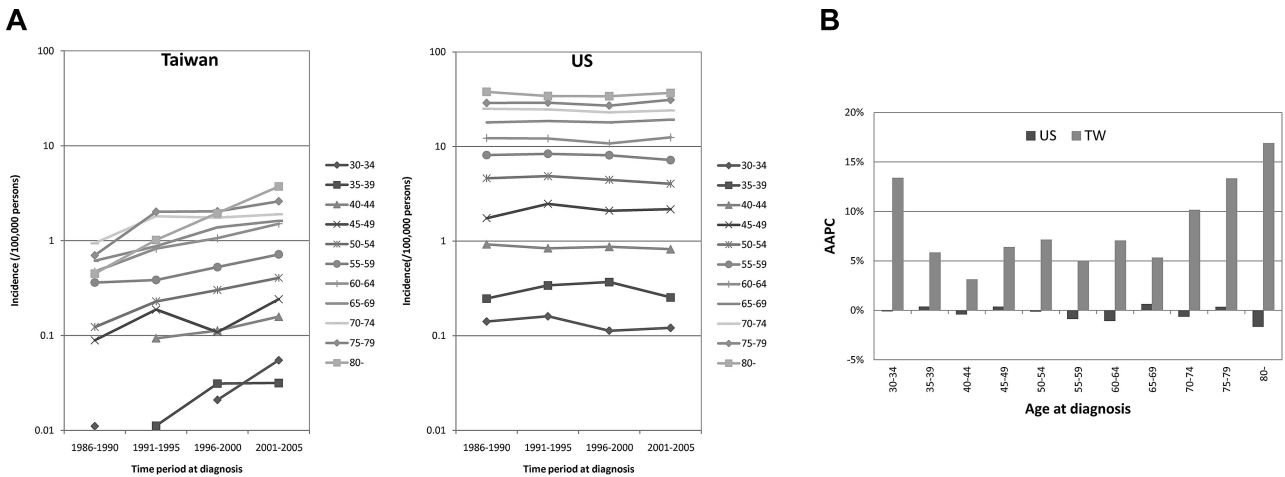 A
Taiwan
100
10
1
0.1
0.01
Incidence (/100,000 persons)
1986-1990 1991-1995 1996-2000 2001-2005
Time period at diagnosis
30-34
35-39
40-44
45-49
50-54
55-59
60-64
65-69
70-74
75-79
80-
US
100
10
1
0.1
0.01
Incidence(/100,000 persons)
1986-1990 1991-1995 1996-2000 2001-2005
Time period at diagnosis
30-34
35-39
40-44
45-49
50-54
55-59
60-64
65-69
70-74
75-79
80-
B
US TW
20%
15%
10%
5%
0%
-5%
AAPC
30-34 35-39 40-44 45-49 50-54 55-59 60-64 65-69 70-74 75-79 80-
Age at diagnosis